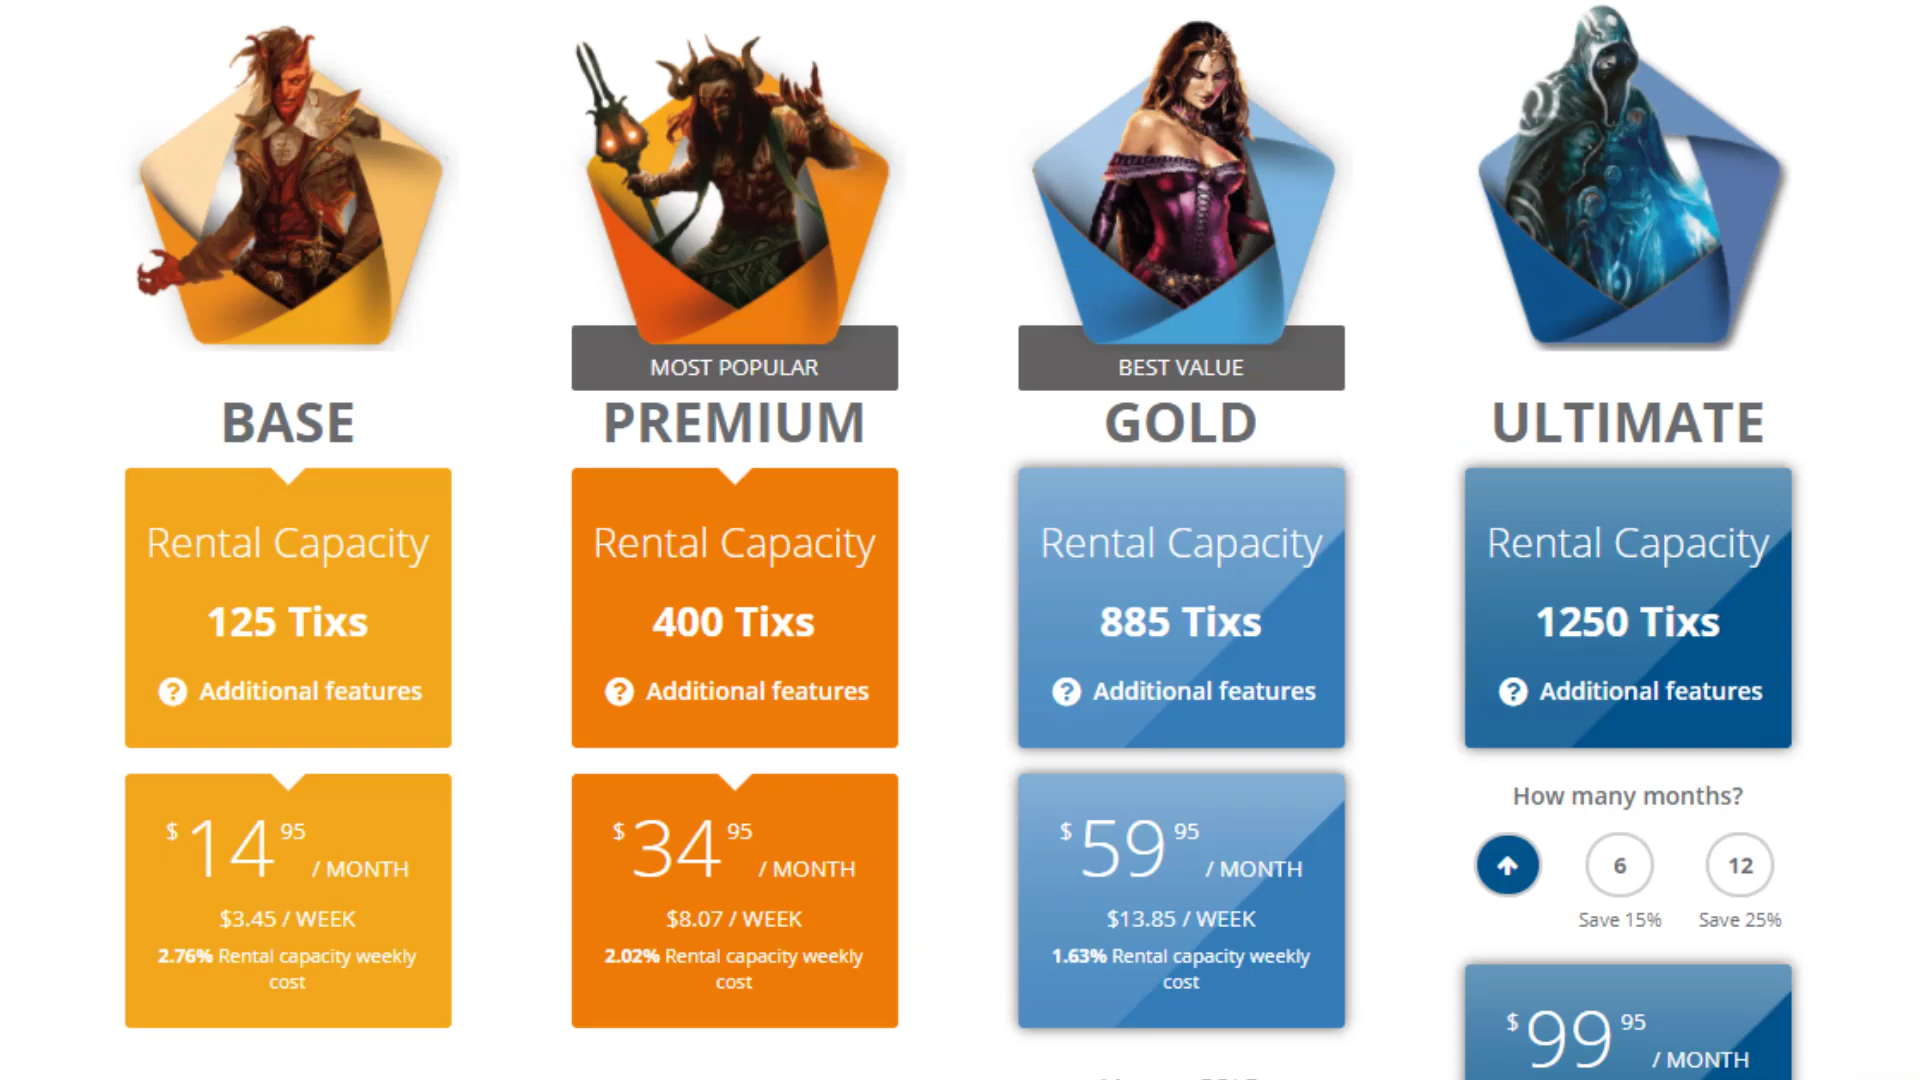 MOST POPULAR
BEST VALUE
BASE
PREMIUM
GOLD
ULTIMATE
Rental Capacity
125 Tixs
? Additional features
Rental Capacity
400 Tixs
? Additional features
Rental Capacity
885 Tixs
? Additional features
Rental Capacity
1250 Tixs
? Additional features
$14 95 / MONTH
$3.45 / WEEK
2.76% Rental capacity weekly
cost
$34 95 / MONTH
$8.07 / WEEK
2.02% Rental capacity weekly
cost
$59 95 / MONTH
$13.85 / WEEK
1.63% Rental capacity weekly
cost
How many months?
6 12
Save 15% Save 25%
$99 95 / MONTH